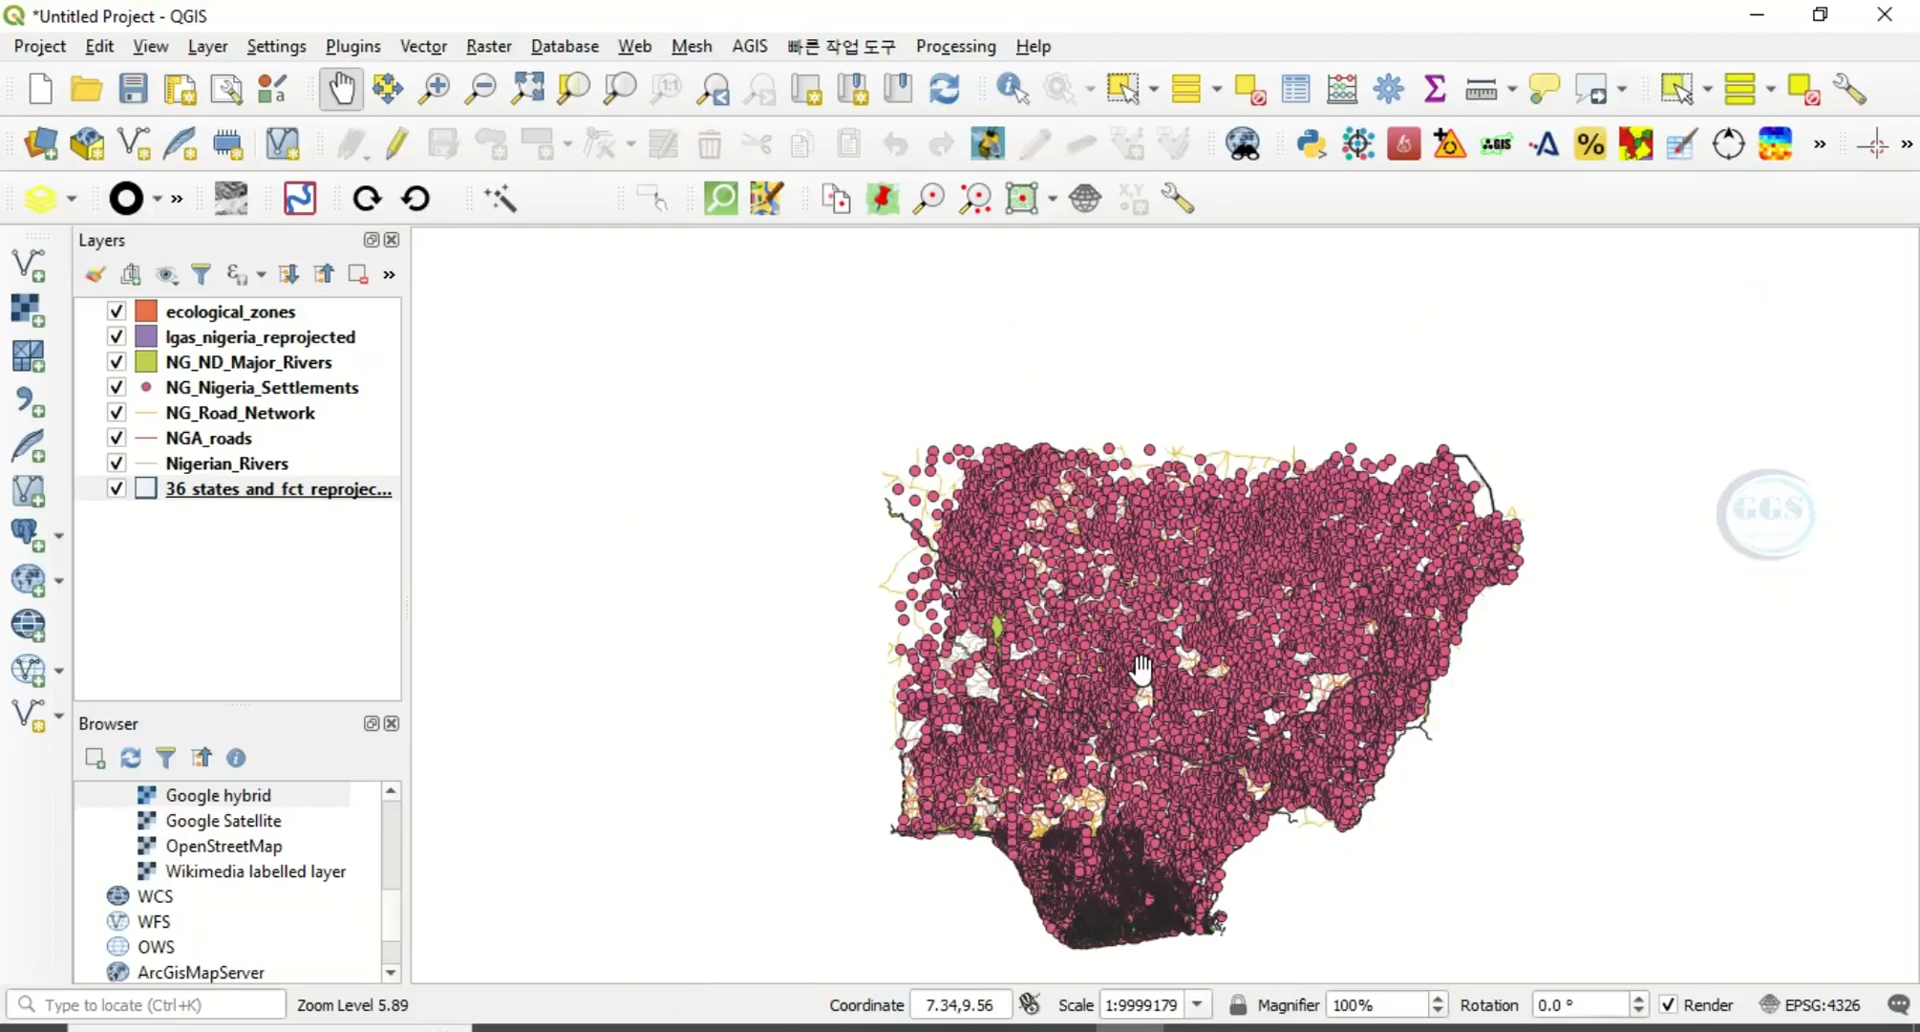 *Untitled Project - QGIS
Project Edit View Layer Settings Plugins Vector Raster Database Web Mesh AGIS 빠른 작업 도구 Processing Help
Layers
ecological_zones
lgas_nigeria_reprojected
NG_ND_Major_Rivers
NG_Nigeria_Settlements
NG_Road_Network
NGA_roads
Nigerian_Rivers
36 states and fct reprojec...
GGS
Browser
Google hybrid
Google Satellite
OpenStreetMap
Wikimedia labelled layer
WCS
WFS
OWS
ArcGisMapServer
Type to locate (Ctrl+K) Zoom Level 5.89 Coordinate 7.34,9.56 Scale 1:9999179 Magnifier 100% Rotation 0.0 ° Render EPSG:4326